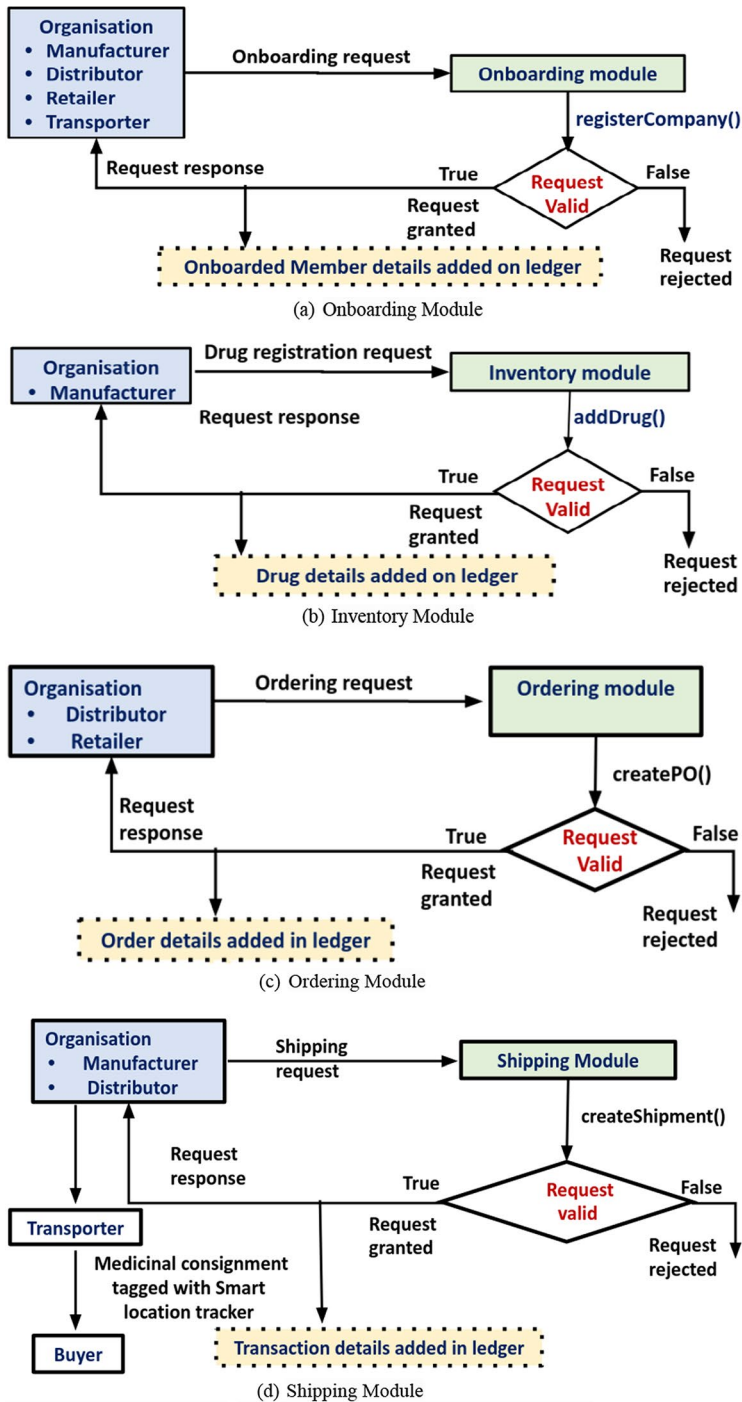 Organisation
• Manufacturer
• Distributor
• Retailer
• Transporter
Onboarding request
Onboarding module
registerCompany()
Request response
True
Request
Valid
False
Request
granted
Request
rejected
Onboarded Member details added on ledger
(a) Onboarding Module
Organisation
• Manufacturer
Drug registration request
Inventory module
Request response
addDrug()
True
Request
Valid
False
Request
granted
Request
rejected
Drug details added on ledger
(b) Inventory Module
Organisation
• Distributor
• Retailer
Ordering request
Ordering module
createPO()
Request
response
True
Request
Valid
False
Request
granted
Request
rejected
Order details added in ledger
(c) Ordering Module
Organisation
• Manufacturer
• Distributor
Shipping
request
Shipping Module
createShipment()
Request
response
True
Request
valid
False
Request
granted
Request
rejected
Transporter
Medicinal consignment
tagged with Smart
location tracker
Buyer
Transaction details added in ledger
(d) Shipping Module